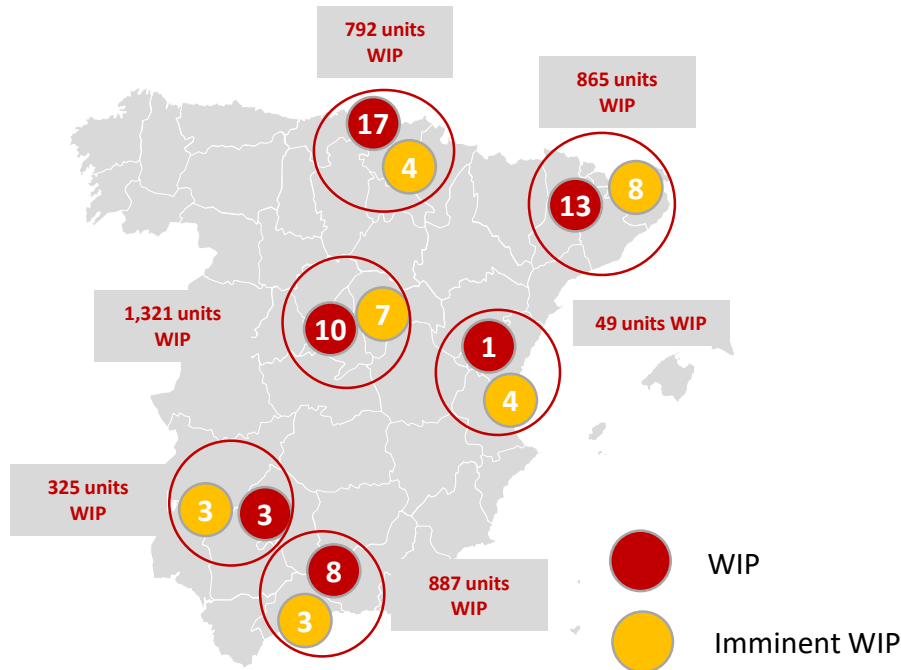 792 units
WIP
865 units
WIP
17
4
8
13
1,321 units
WIP
10
7
1
4
49 units WIP
325 units
WIP
3
3
8
3
887 units
WIP
WIP
Imminent WIP